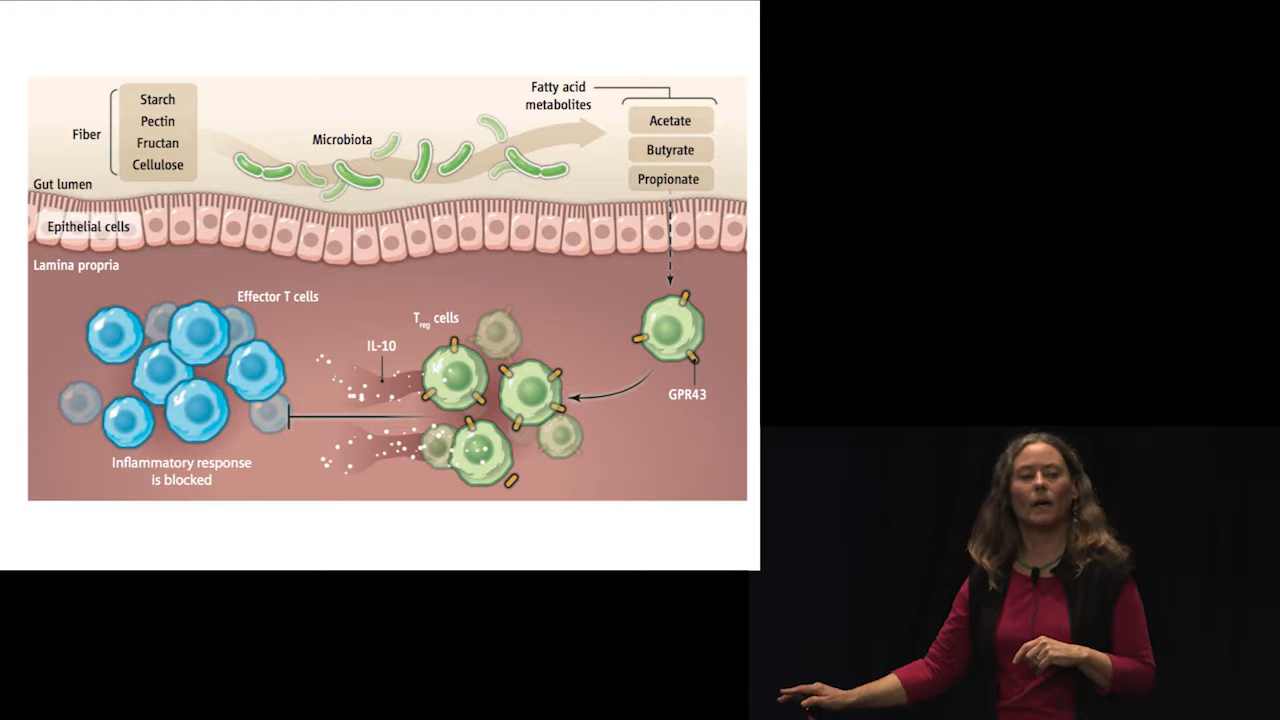 Fiber
Starch
Pectin
Fructan
Cellulose
Microbiota
Fatty acid
metabolites
Acetate
Butyrate
Propionate
Gut lumen
Epithelial cells
Lamina propria
Effector T cells
Treg cells
IL-10
GPR43
Inflammatory response
is blocked